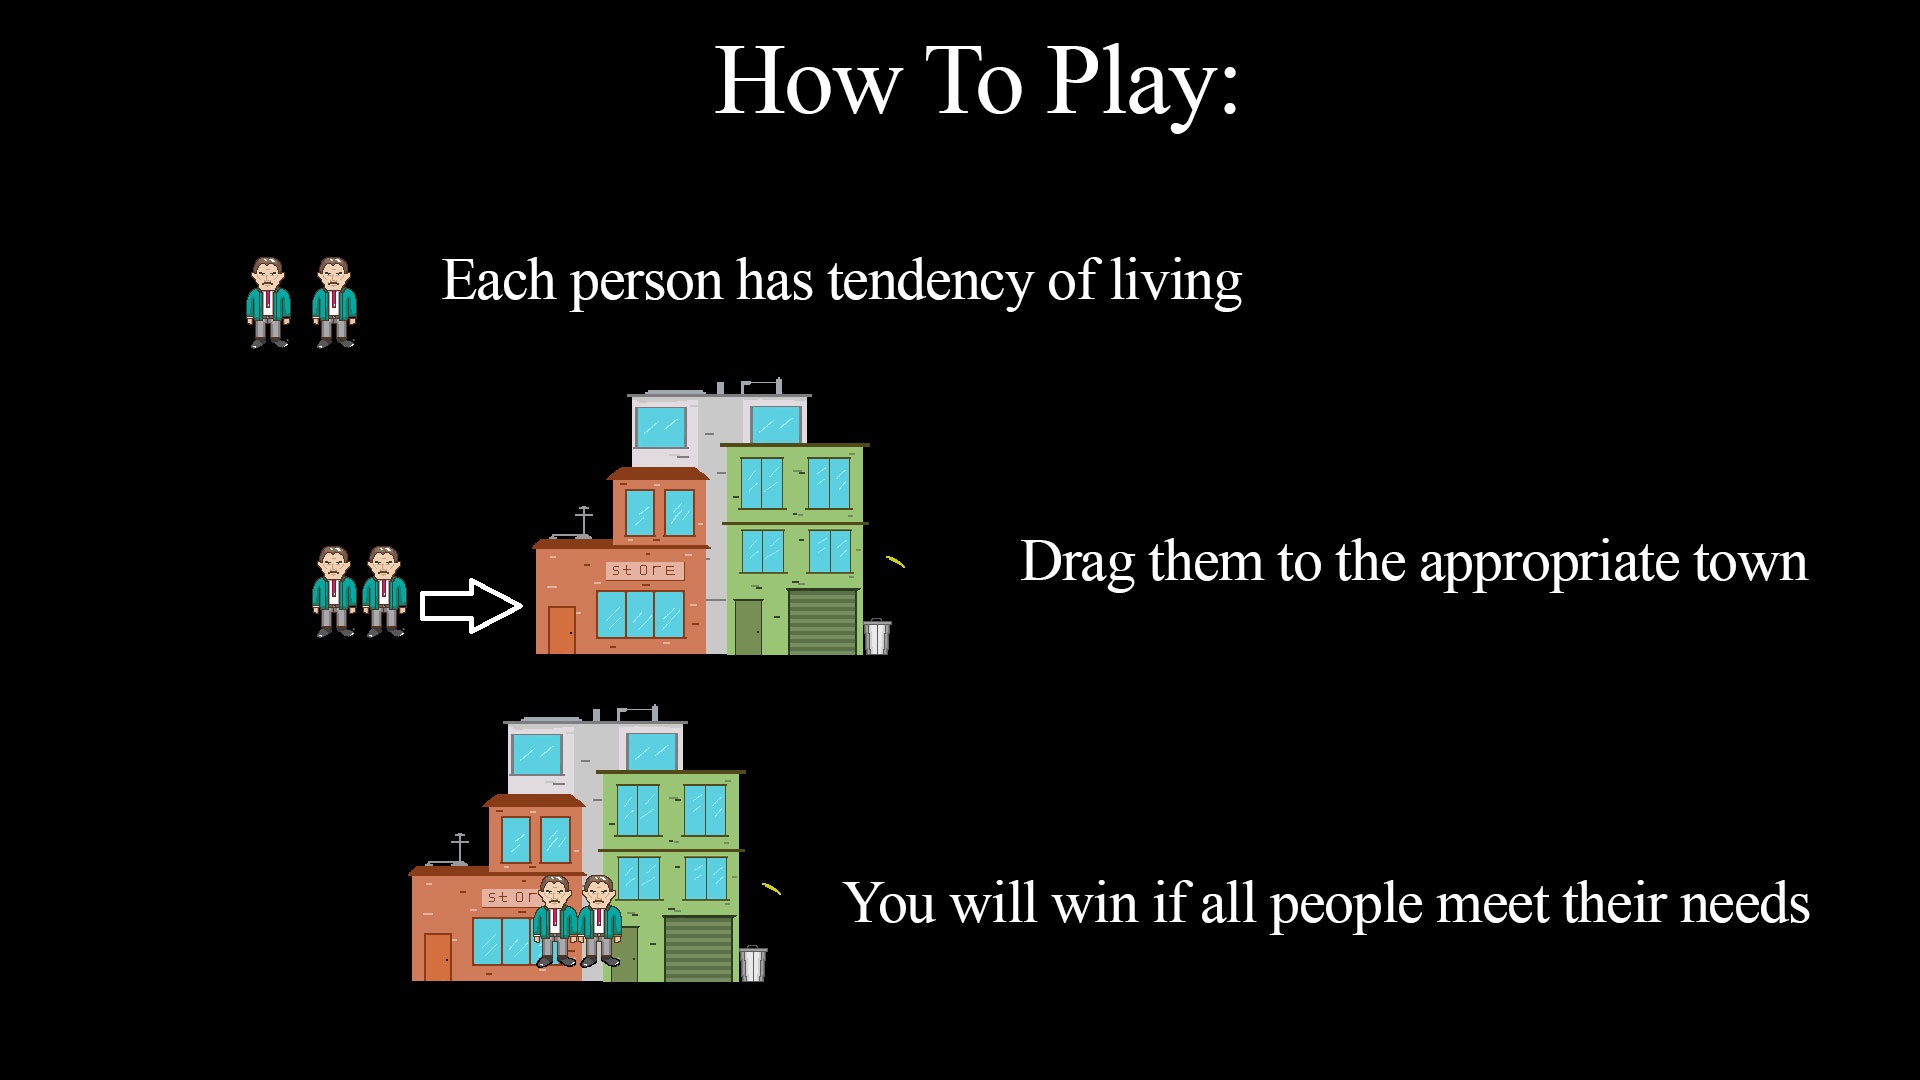 How To Play:
Each person has tendency of living
stORE
Drag them to the appropriate town
stOr
You will win if all people meet their needs